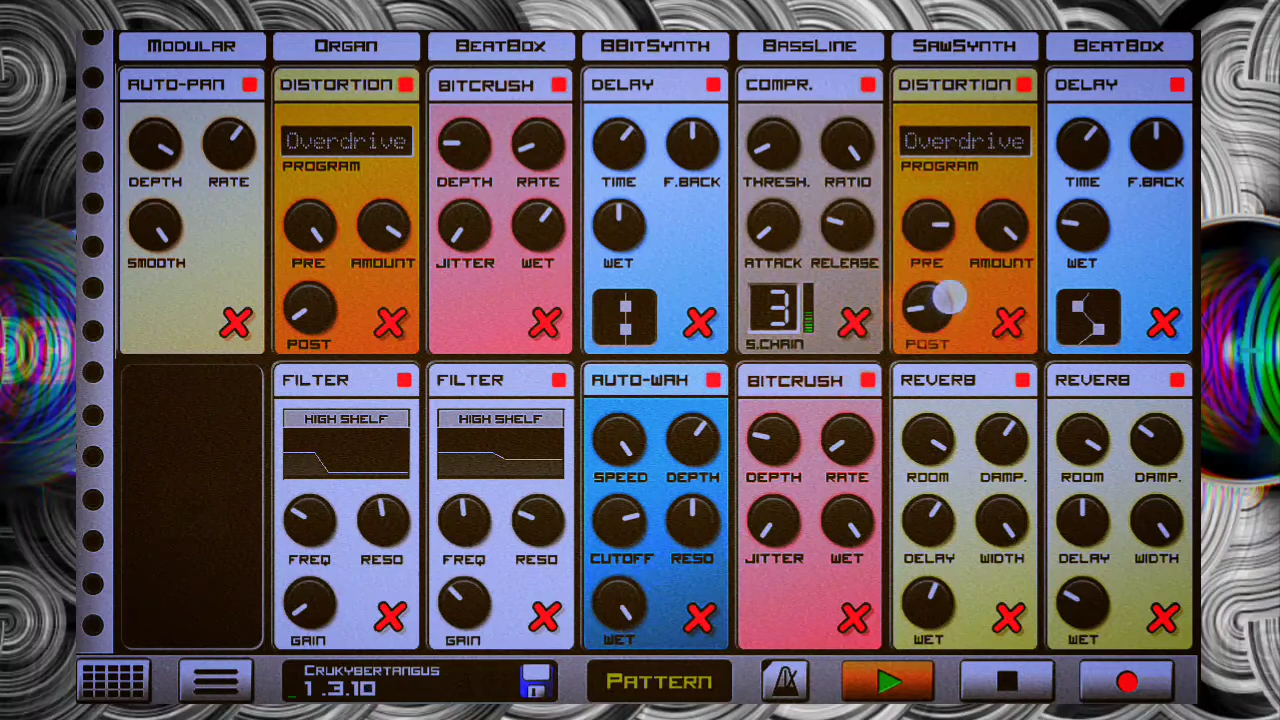 Modular Organ BeatBox 8BitSynth BassLine SawSynth BeatBox
AUTO-PAN DISTORTION BITCRUSH DELAY COMPR. DISTORTION DELAY
Overdrive Overdrive
PROGRAM PROGRAM
DEPTH RATE DEPTH RATE TIME F.BACK THRESH. RATIO TIME F.BACK
SMOOTH PRE AMOUNT JITTER WET WET ATTACK RELEASE PRE AMOUNT WET
3
POST S.CHAIN POST
FILTER FILTER AUTO-WAH BITCRUSH REVERB REVERB
HIGH SHELF HIGH SHELF
SPEED DEPTH DEPTH RATE ROOM DAMP. ROOM DAMP.
FREQ RESO FREQ RESO CUTOFF RESO JITTER WET DELAY WIDTH DELAY WIDTH
GAIN GAIN WET WET WET
Crukybertangus
1.3.10
Pattern